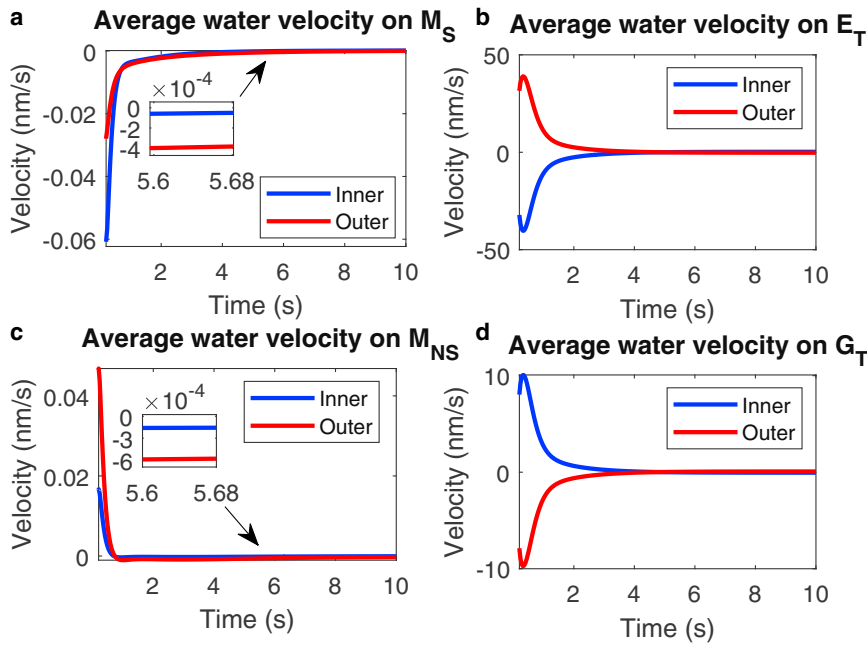 a Average water velocity on M_S
Velocity (nm/s)
0
-0.02
-0.04
-0.06
× 10^-4
0
-2
-4
5.6 5.68
Inner
Outer
2 4 6 8 10
Time (s)
b Average water velocity on E_T
Velocity (nm/s)
50
0
-50
Inner
Outer
2 4 6 8 10
Time (s)
c Average water velocity on M_NS
Velocity (nm/s)
0.04
0.02
0
× 10^-4
0
-3
-6
5.6 5.68
Inner
Outer
2 4 6 8 10
Time (s)
d Average water velocity on G_T
Velocity (nm/s)
10
0
-10
Inner
Outer
2 4 6 8 10
Time (s)